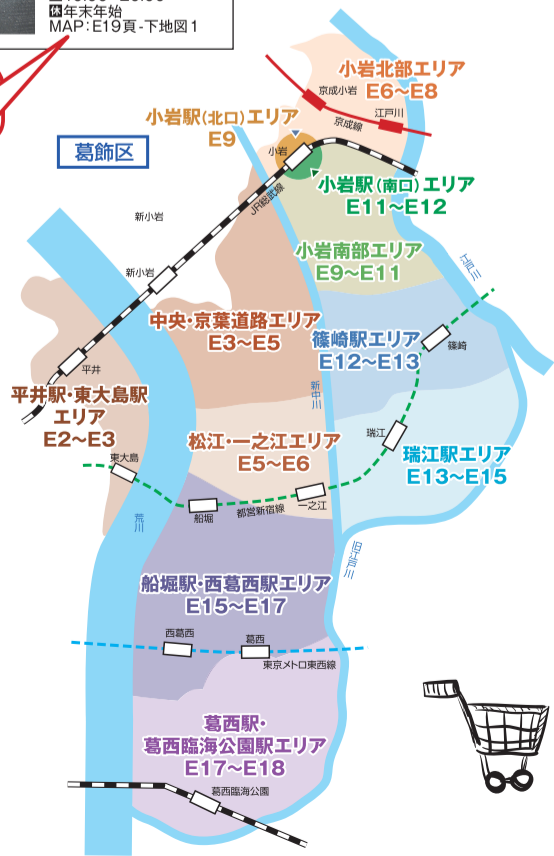 年末年始
MAP:E19頁-下地図1
小岩北部エリア
E6〜E8
京成小岩
江戸川
京成線
小岩駅(北口)エリア
E9
葛飾区
小岩
小岩駅(南口)エリア
E11〜E12
JR総武線
新小岩
小岩南部エリア
E9〜E11
江戸川
新小岩
中央・京葉道路エリア
E3〜E5
篠崎駅エリア
E12〜E13
篠崎
平井
新中川
平井駅・東大島駅
エリア
E2〜E3
松江・一之江エリア
E5〜E6
瑞江
瑞江駅エリア
E13〜E15
東大島
船堀
都営新宿線
一之江
荒川
旧江戸川
船堀駅・西葛西駅エリア
E15〜E17
西葛西
葛西
東京メトロ東西線
葛西駅・
葛西臨海公園駅エリア
E17〜E18
葛西臨海公園